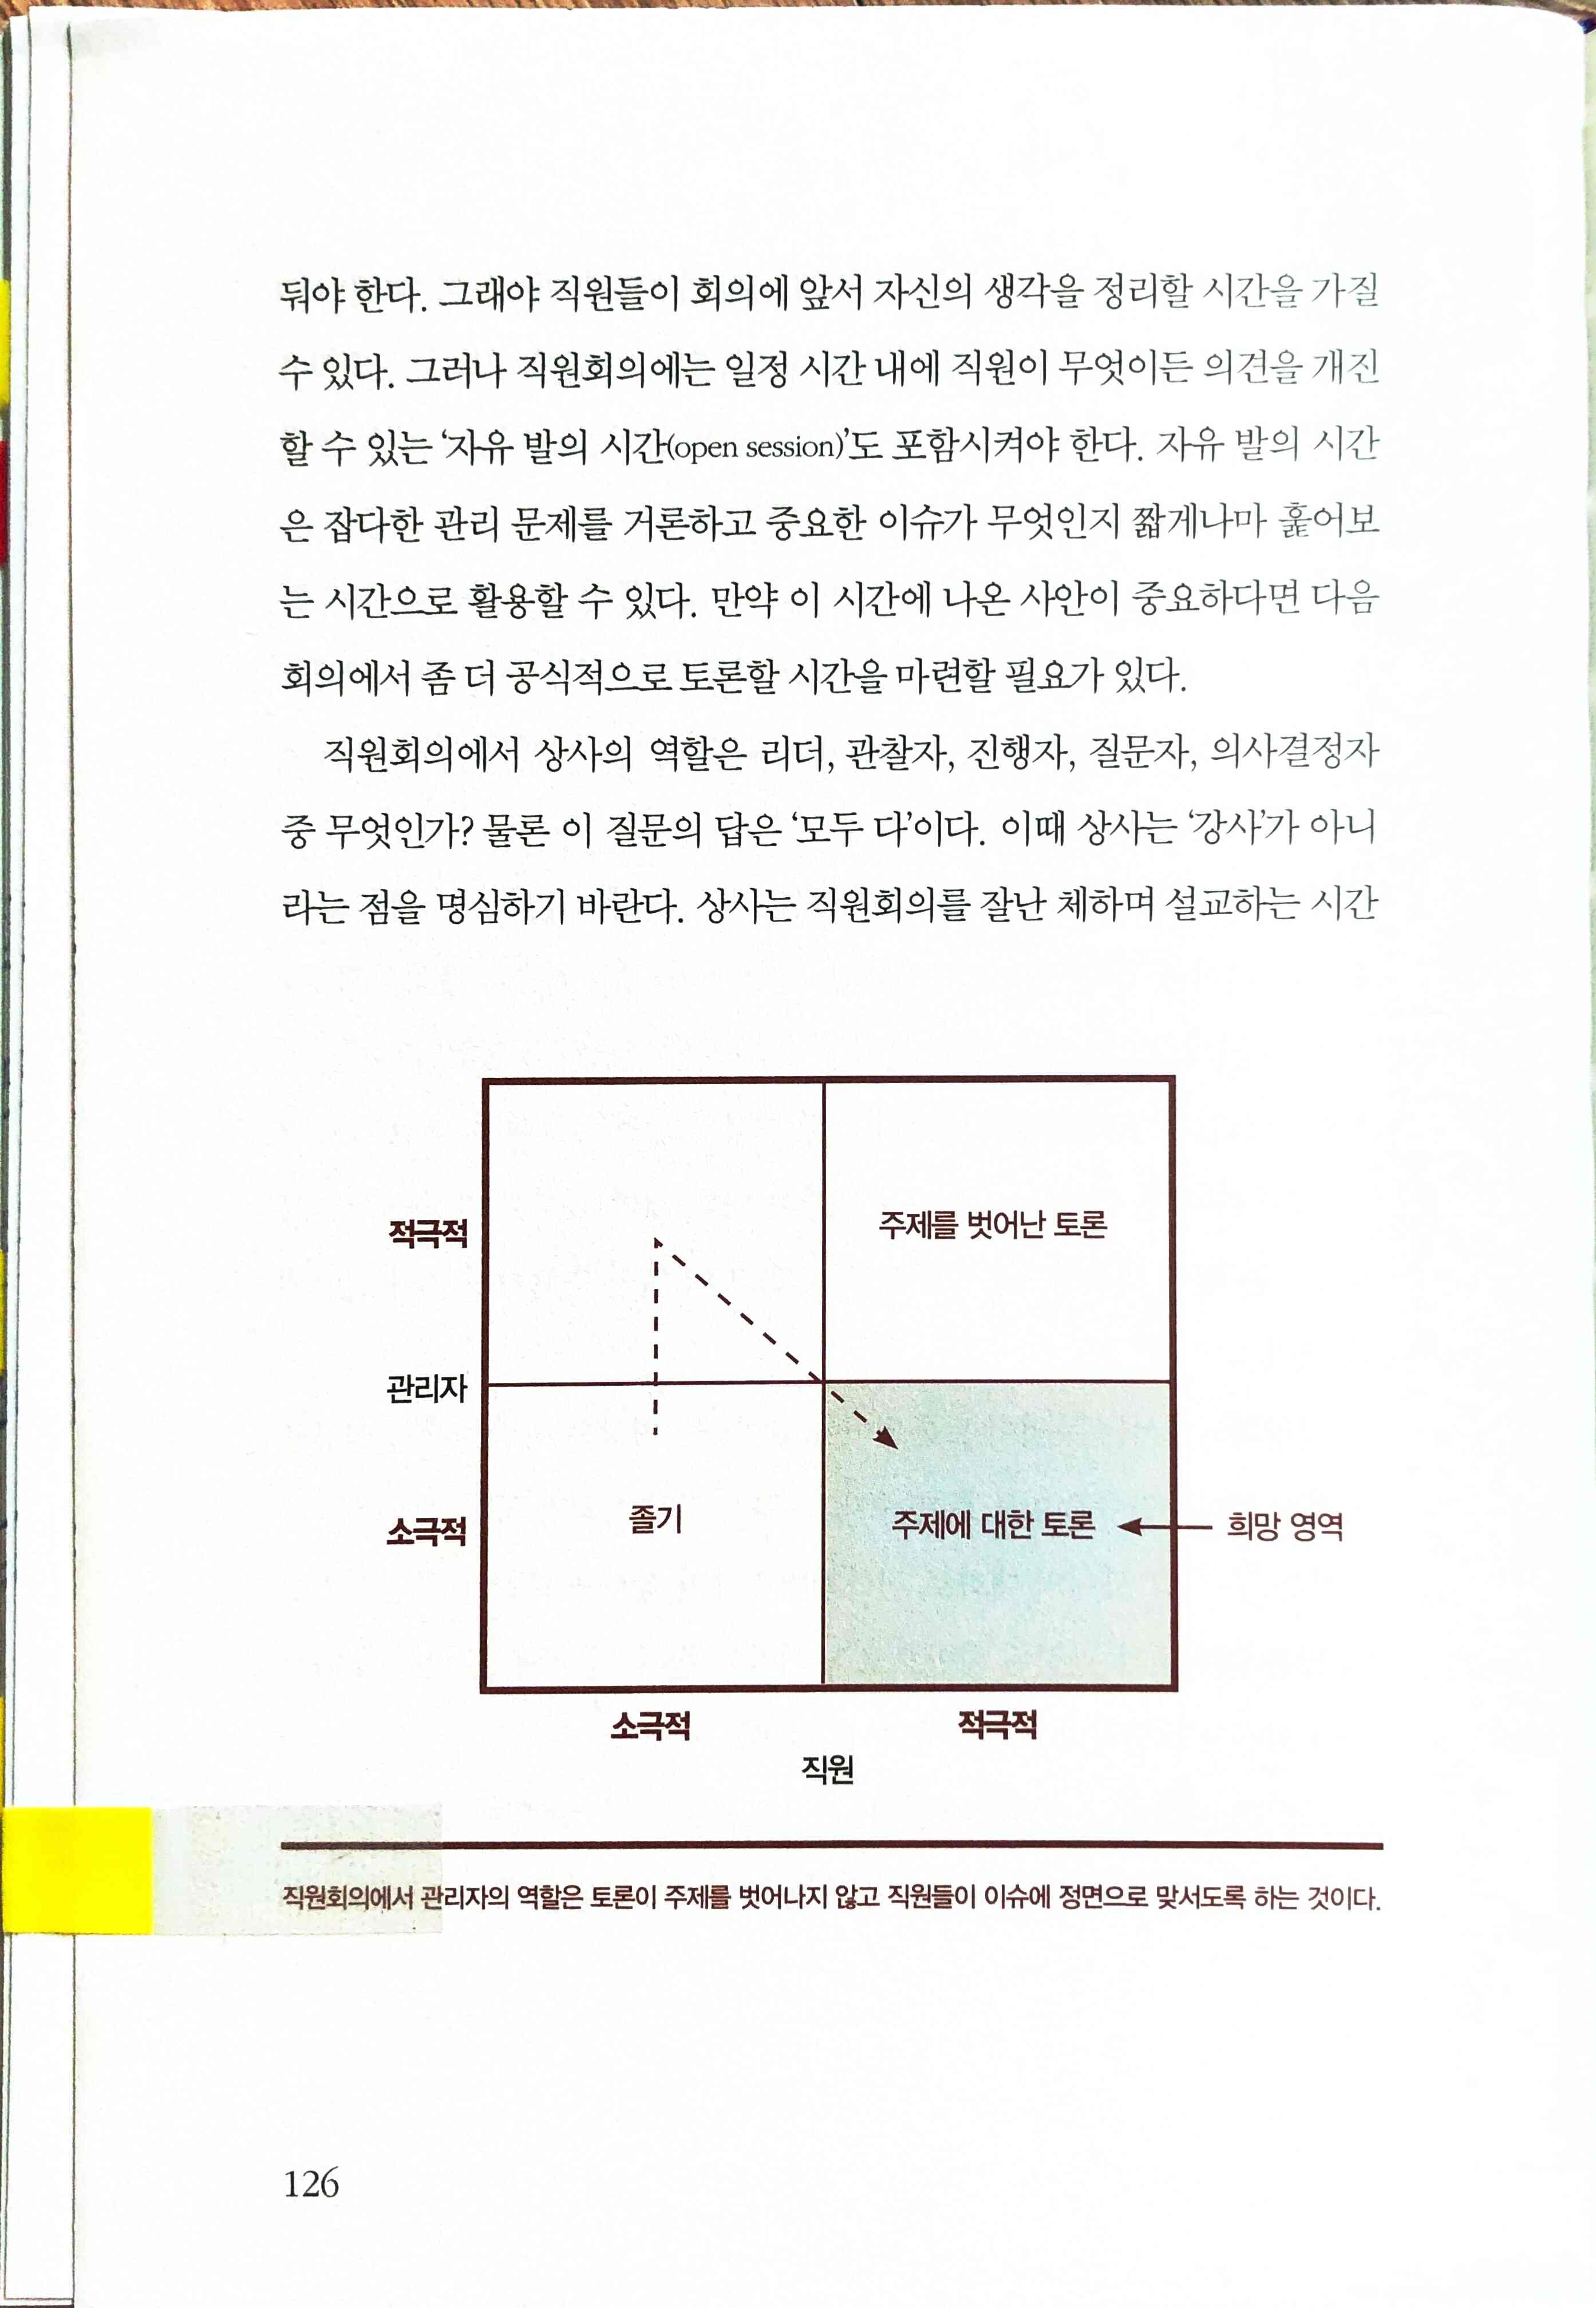 둬야 한다. 그래야 직원들이 회의에 앞서 자신의 생각을 정리할 시간을 가질
수 있다. 그러나 직원회의에는 일정 시간 내에 직원이 무엇이든 의견을 개진
할 수 있는 ‘자유 발의 시간(open session)’도 포함시켜야 한다. 자유 발의 시간
은 잡다한 관리 문제를 거론하고 중요한 이슈가 무엇인지 짧게나마 훑어보
는 시간으로 활용할 수 있다. 만약 이 시간에 나온 사안이 중요하다면 다음
회의에서 좀 더 공식적으로 토론할 시간을 마련할 필요가 있다.
직원회의에서 상사의 역할은 리더, 관찰자, 진행자, 질문자, 의사결정자
중 무엇인가? 물론 이 질문의 답은 ‘모두 다’이다. 이때 상사는 ‘강사’가 아니
라는 점을 명심하기 바란다. 상사는 직원회의를 잘난 체하며 설교하는 시간
적극적
주제를 벗어난 토론
관리자
소극적
졸기
주제에 대한 토론
희망 영역
소극적
적극적
직원
직원회의에서 관리자의 역할은 토론이 주제를 벗어나지 않고 직원들이 이슈에 정면으로 맞서도록 하는 것이다.
126